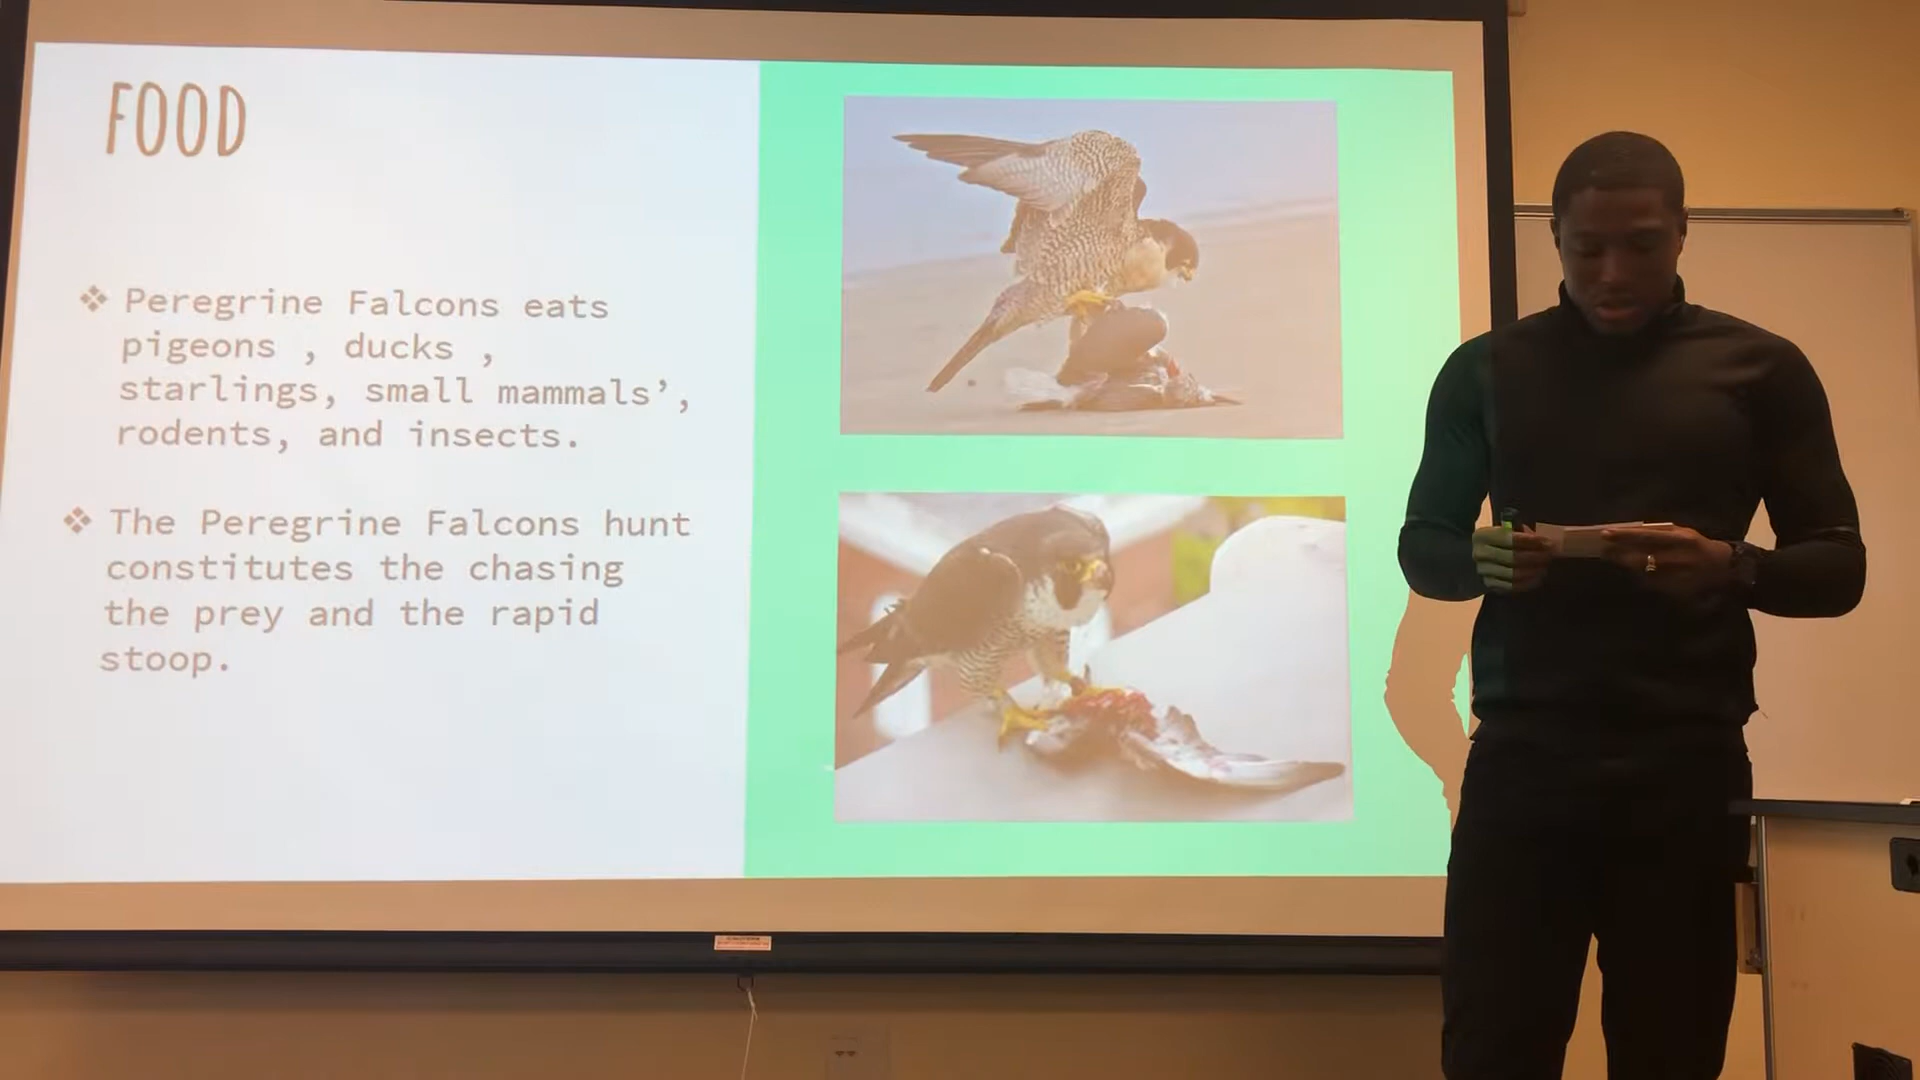 FOOD
❖ Peregrine Falcons eats
pigeons , ducks ,
starlings, small mammals’,
rodents, and insects.
❖ The Peregrine Falcons hunt
constitutes the chasing
the prey and the rapid
stoop.